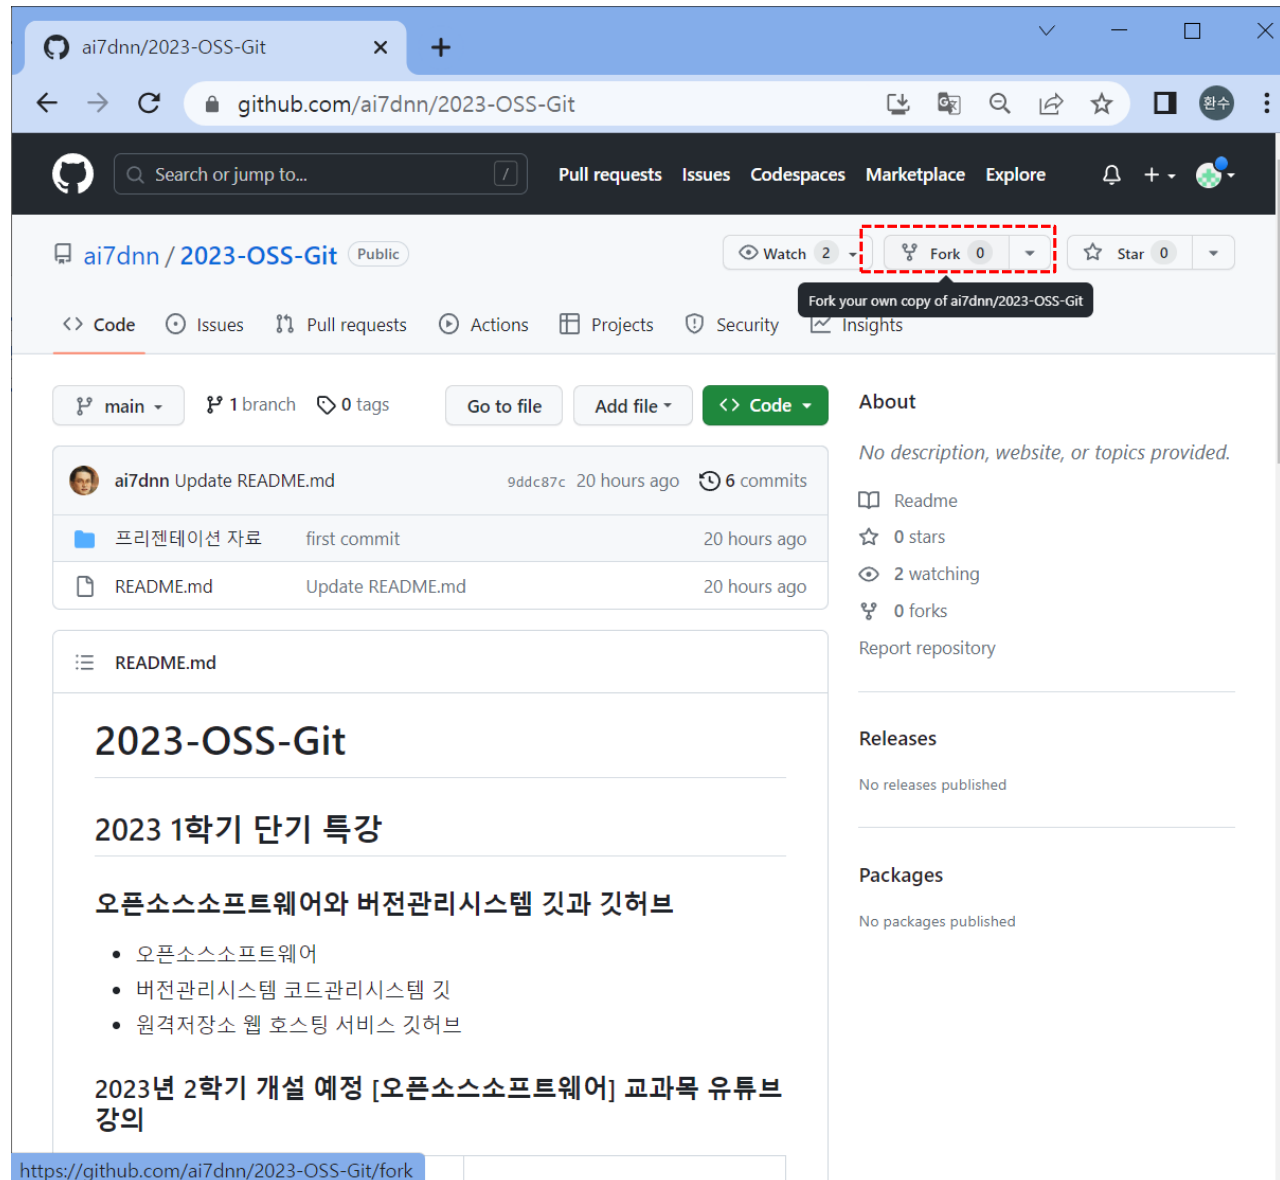 ai7dnn/2023-OSS-Git
github.com/ai7dnn/2023-OSS-Git
환수
Search or jump to...
/
Pull requests Issues Codespaces Marketplace Explore
ai7dnn / 2023-OSS-Git Public
Watch 2
Fork 0
Star 0
Fork your own copy of ai7dnn/2023-OSS-Git
Code Issues Pull requests Actions Projects Security Insights
main 1 branch 0 tags Go to file Add file Code
ai7dnn Update README.md 9ddc87c 20 hours ago 6 commits
프리젠테이션 자료 first commit 20 hours ago
README.md Update README.md 20 hours ago
README.md
2023-OSS-Git
2023 1학기 단기 특강
오픈소스소프트웨어와 버전관리시스템 깃과 깃허브
오픈소스소프트웨어
버전관리시스템 코드관리시스템 깃
원격저장소 웹 호스팅 서비스 깃허브
2023년 2학기 개설 예정 [오픈소스소프트웨어] 교과목 유튜브
강의
About
No description, website, or topics provided.
Readme
0 stars
2 watching
0 forks
Report repository
Releases
No releases published
Packages
No packages published
https://github.com/ai7dnn/2023-OSS-Git/fork